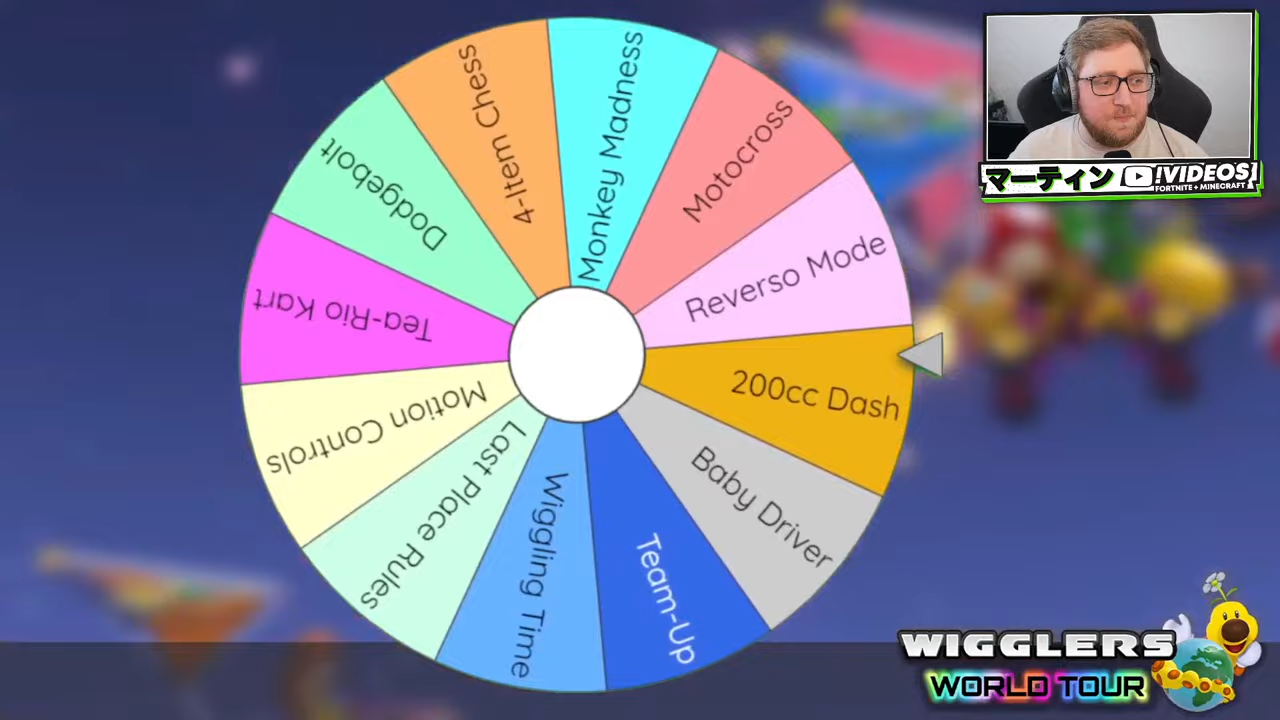 4-Item Chess
Monkey Madness
Motocross
Reverso Mode
200cc Dash
Baby Driver
Team-Up
Wiggling Time
Last Place Rules
Motion Controls
Tea-Rio Kart
Dodgebolt
マーティン
!VIDEOS
FORTNITE + MINECRAFT
WIGGLERS
WORLD TOUR